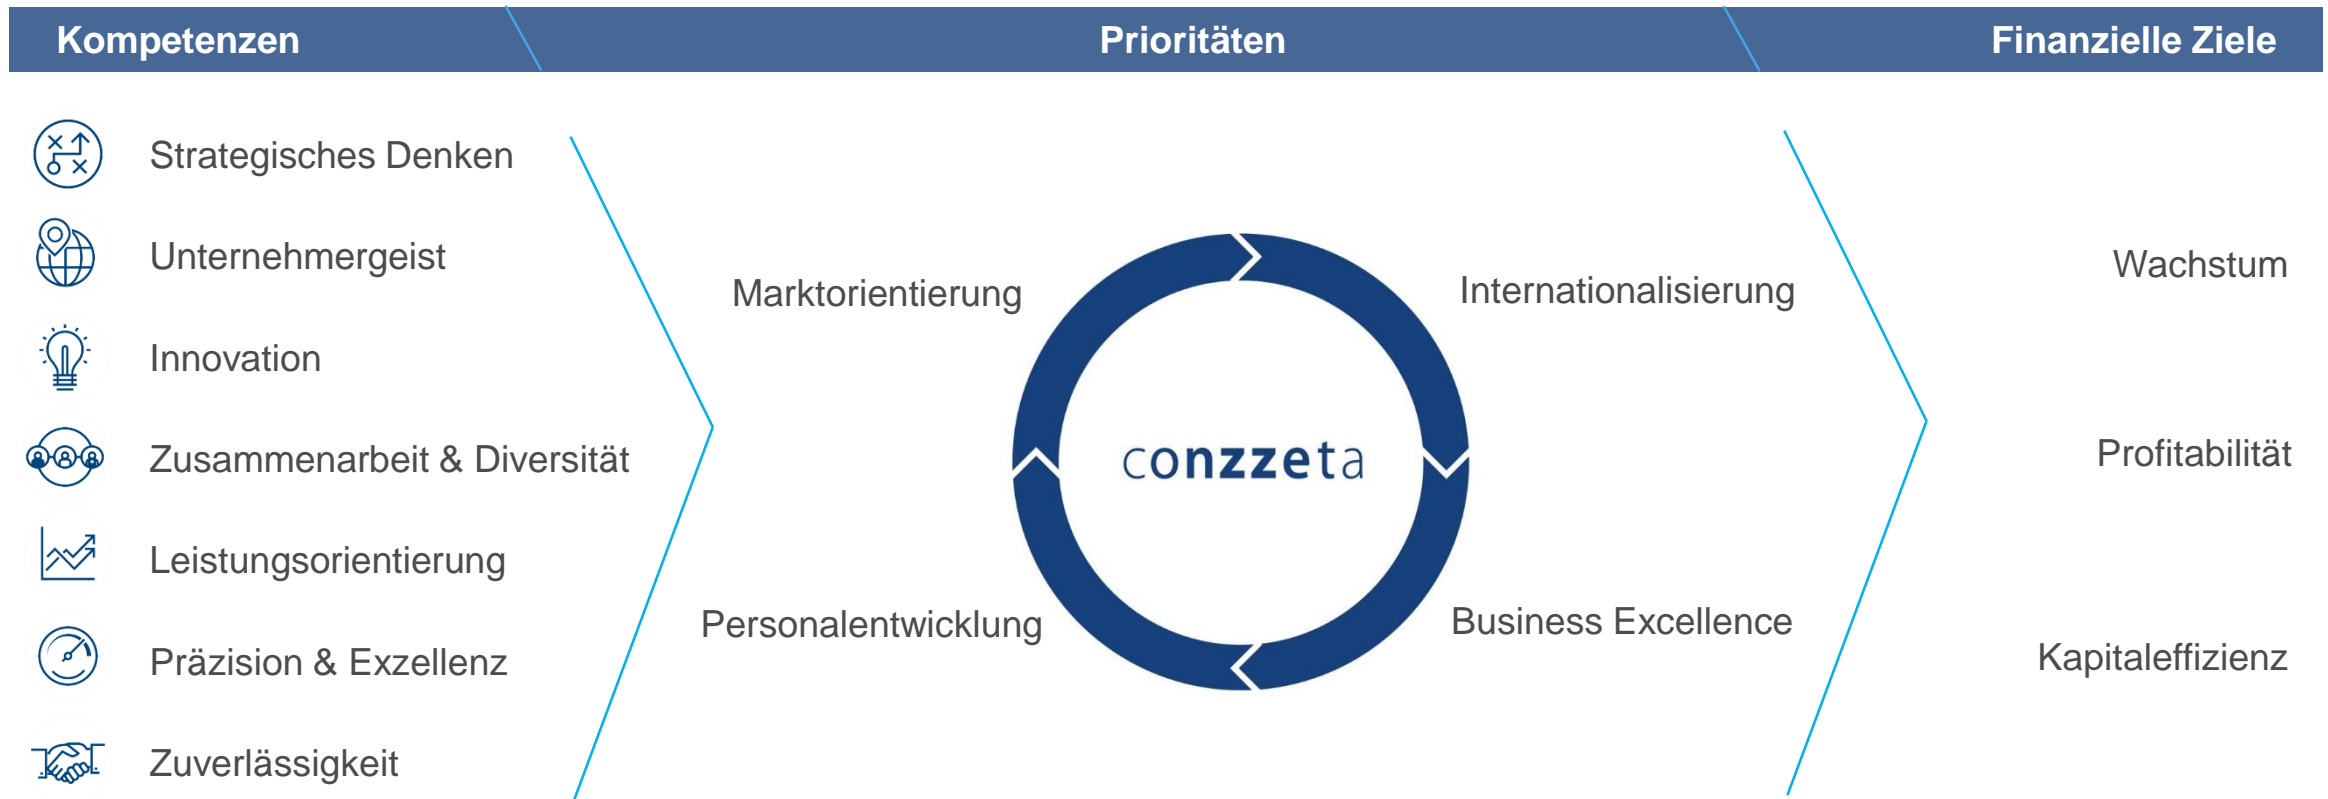 Kompetenzen
Prioritäten
Finanzielle Ziele
Strategisches Denken
Unternehmergeist
Innovation
Zusammenarbeit & Diversität
Leistungsorientierung
Präzision & Exzellenz
Zuverlässigkeit
Marktorientierung
Internationalisierung
conzzeta
Personalentwicklung
Business Excellence
Wachstum
Profitabilität
Kapitaleffizienz